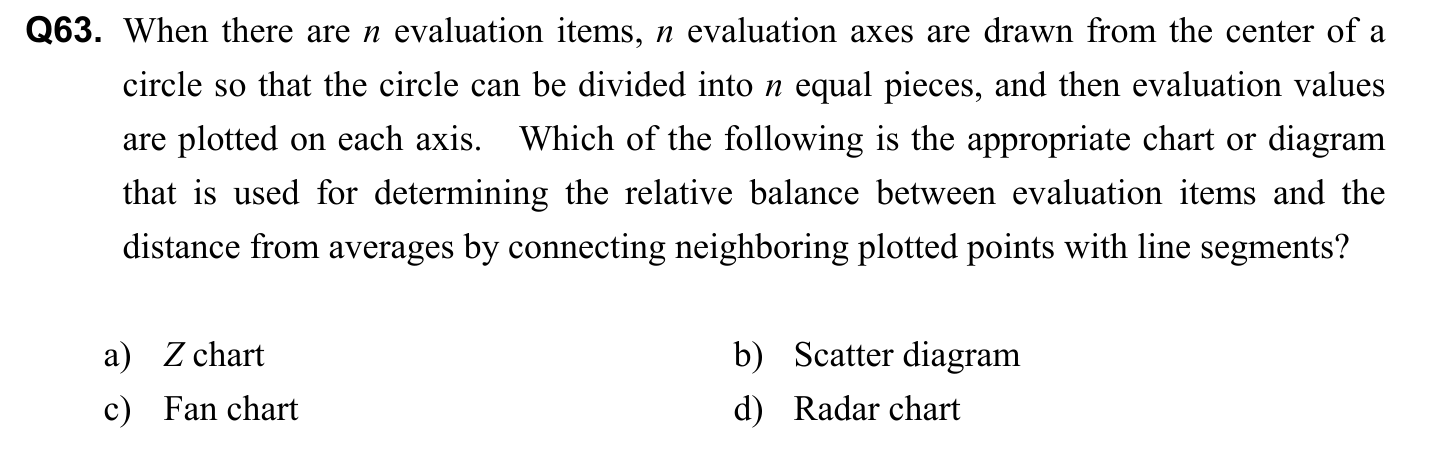 Q63. When there are n evaluation items, n evaluation axes are drawn from the center of a
circle so that the circle can be divided into n equal pieces, and then evaluation values
are plotted on each axis. Which of the following is the appropriate chart or diagram
that is used for determining the relative balance between evaluation items and the
distance from averages by connecting neighboring plotted points with line segments?
a) Z chart b) Scatter diagram
c) Fan chart d) Radar chart